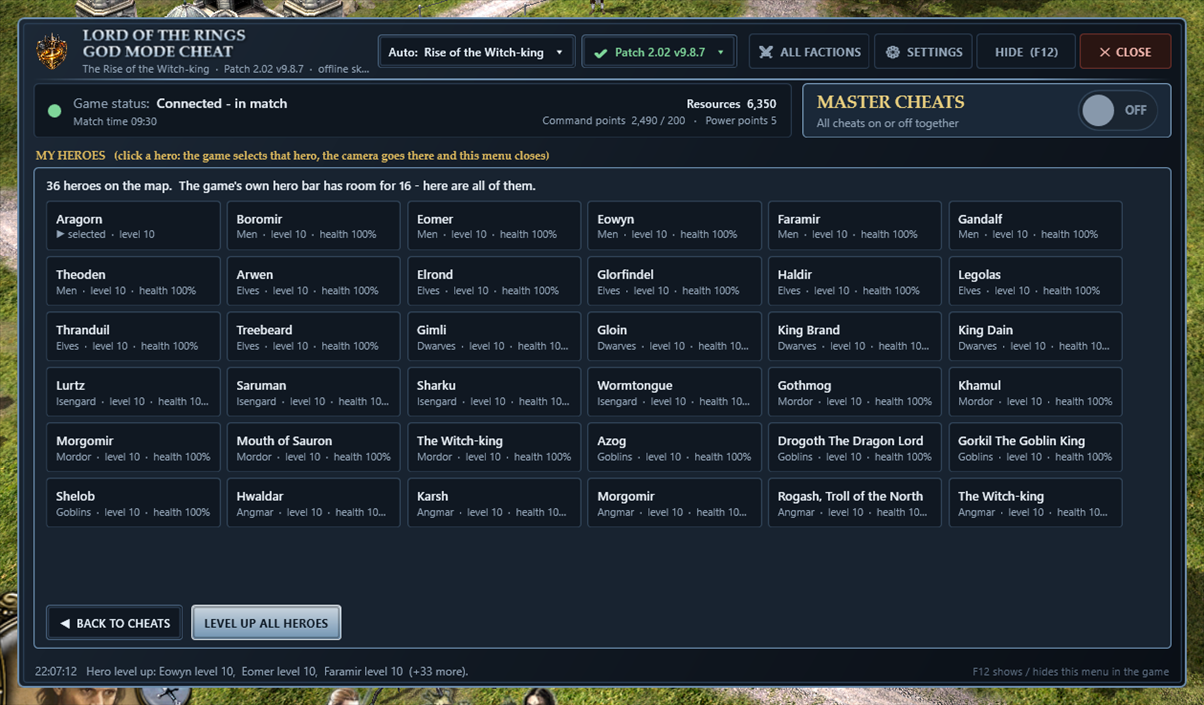 LORD OF THE RINGS
GOD MODE CHEAT
The Rise of the Witch-king · Patch 2.02 v9.8.7 · offline sk...
Auto: Rise of the Witch-king
Patch 2.02 v9.8.7
ALL FACTIONS
SETTINGS
HIDE (F12)
CLOSE
Game status: Connected - in match
Match time 09:30
Resources 6,350
Command points 2,490 / 200 · Power points 5
MASTER CHEATS
All cheats on or off together
OFF
MY HEROES (click a hero: the game selects that hero, the camera goes there and this menu closes)
36 heroes on the map. The game's own hero bar has room for 16 - here are all of them.
Aragorn
▶ selected · level 10
Boromir
Men · level 10 · health 100%
Eomer
Men · level 10 · health 100%
Eowyn
Men · level 10 · health 100%
Faramir
Men · level 10 · health 100%
Gandalf
Men · level 10 · health 100%
Theoden
Men · level 10 · health 100%
Arwen
Elves · level 10 · health 100%
Elrond
Elves · level 10 · health 100%
Glorfindel
Elves · level 10 · health 100%
Haldir
Elves · level 10 · health 100%
Legolas
Elves · level 10 · health 100%
Thranduil
Elves · level 10 · health 100%
Treebeard
Elves · level 10 · health 100%
Gimli
Dwarves · level 10 · health 10...
Gloin
Dwarves · level 10 · health 10...
King Brand
Dwarves · level 10 · health 10...
King Dain
Dwarves · level 10 · health 10...
Lurtz
Isengard · level 10 · health 10...
Saruman
Isengard · level 10 · health 10...
Sharku
Isengard · level 10 · health 10...
Wormtongue
Isengard · level 10 · health 10...
Gothmog
Mordor · level 10 · health 100%
Khamul
Mordor · level 10 · health 100%
Morgomir
Mordor · level 10 · health 100%
Mouth of Sauron
Mordor · level 10 · health 100%
The Witch-king
Mordor · level 10 · health 100%
Azog
Goblins · level 10 · health 100%
Drogoth The Dragon Lord
Goblins · level 10 · health 100%
Gorkil The Goblin King
Goblins · level 10 · health 100%
Shelob
Goblins · level 10 · health 100%
Hwaldar
Angmar · level 10 · health 10...
Karsh
Angmar · level 10 · health 10...
Morgomir
Angmar · level 10 · health 10...
Rogash, Troll of the North
Angmar · level 10 · health 10...
The Witch-king
Angmar · level 10 · health 10...
◀ BACK TO CHEATS
LEVEL UP ALL HEROES
22:07:12 Hero level up: Eowyn level 10, Eomer level 10, Faramir level 10 (+33 more).
F12 shows / hides this menu in the game